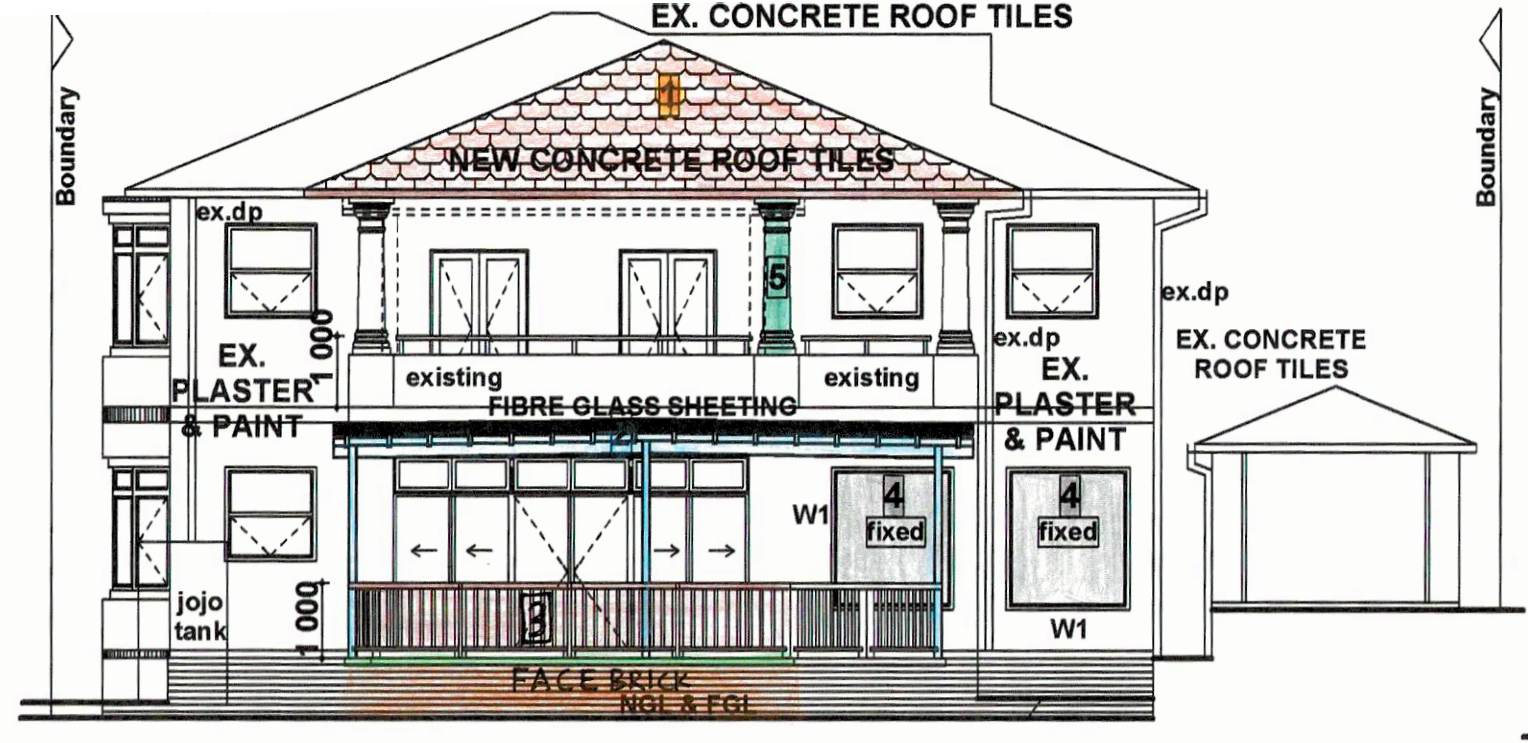 EX. CONCRETE ROOF TILES
1
Boundary
Boundary
NEW CONCRETE ROOF TILES
ex.dp
5
ex.dp
1 000
ex.dp
EX. CONCRETE
ROOF TILES
EX.
PLASTER
& PAINT
existing
existing
EX.
PLASTER
& PAINT
FIBRE GLASS SHEETING
2
4
fixed
4
fixed
W1
jojo
tank
1 000
3
W1
FACE BRICK
NGL & FGL